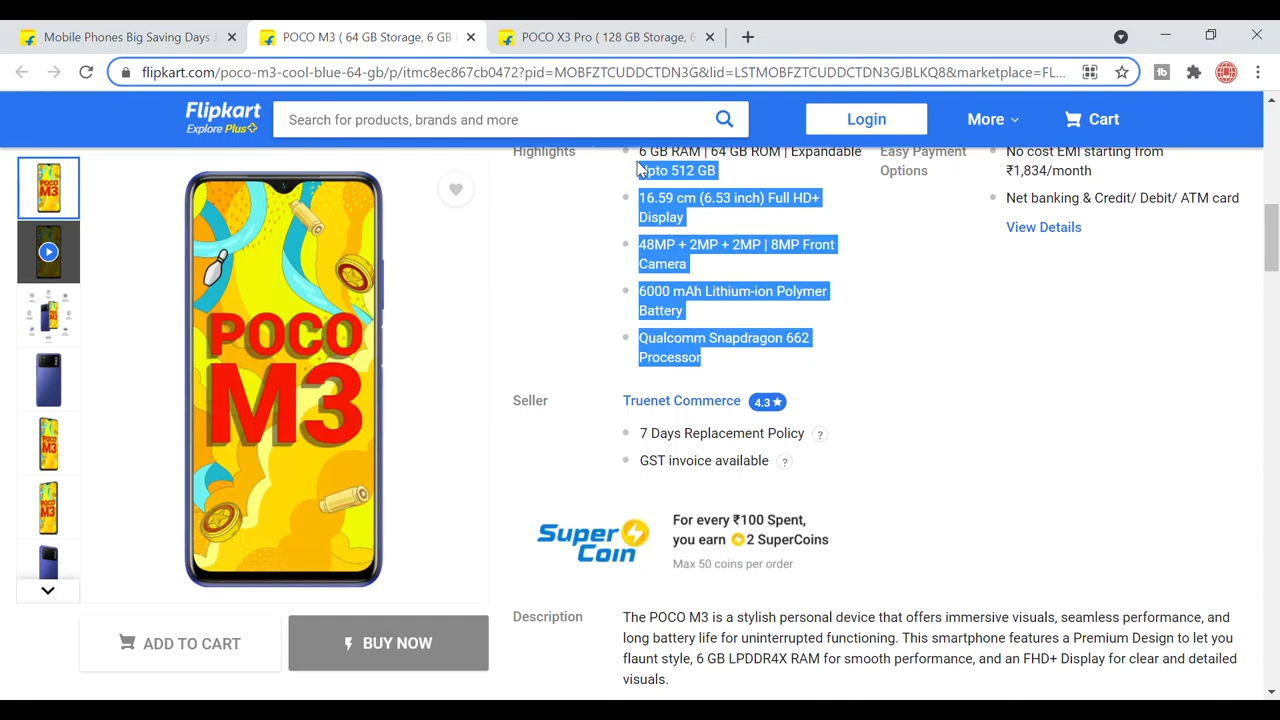 Mobile Phones Big Saving Days J
POCO M3 ( 64 GB Storage, 6 GB
POCO X3 Pro ( 128 GB Storage, 6
flipkart.com/poco-m3-cool-blue-64-gb/p/itmc8ec867cb0472?pid=MOBFZTCUDDCTDN3G&lid=LSTMOBFZTCUDDCTDN3GJBLKQ8&marketplace=FL...
Flipkart
Explore Plus
Search for products, brands and more
Login
More
Cart
Highlights
6 GB RAM | 64 GB ROM | Expandable
Upto 512 GB
16.59 cm (6.53 inch) Full HD+
Display
48MP + 2MP + 2MP | 8MP Front
Camera
6000 mAh Lithium-ion Polymer
Battery
Qualcomm Snapdragon 662
Processor
Easy Payment
Options
No cost EMI starting from
₹1,834/month
Net banking & Credit/ Debit/ ATM card
View Details
POCO
M3
POCO
M3
POCO
M3
POCO
M3
Seller
Truenet Commerce
4.3★
7 Days Replacement Policy ?
GST invoice available ?
Super
Coin
For every ₹100 Spent,
you earn 2 SuperCoins
Max 50 coins per order
ADD TO CART
BUY NOW
Description
The POCO M3 is a stylish personal device that offers immersive visuals, seamless performance, and
long battery life for uninterrupted functioning. This smartphone features a Premium Design to let you
flaunt style, 6 GB LPDDR4X RAM for smooth performance, and an FHD+ Display for clear and detailed
visuals.